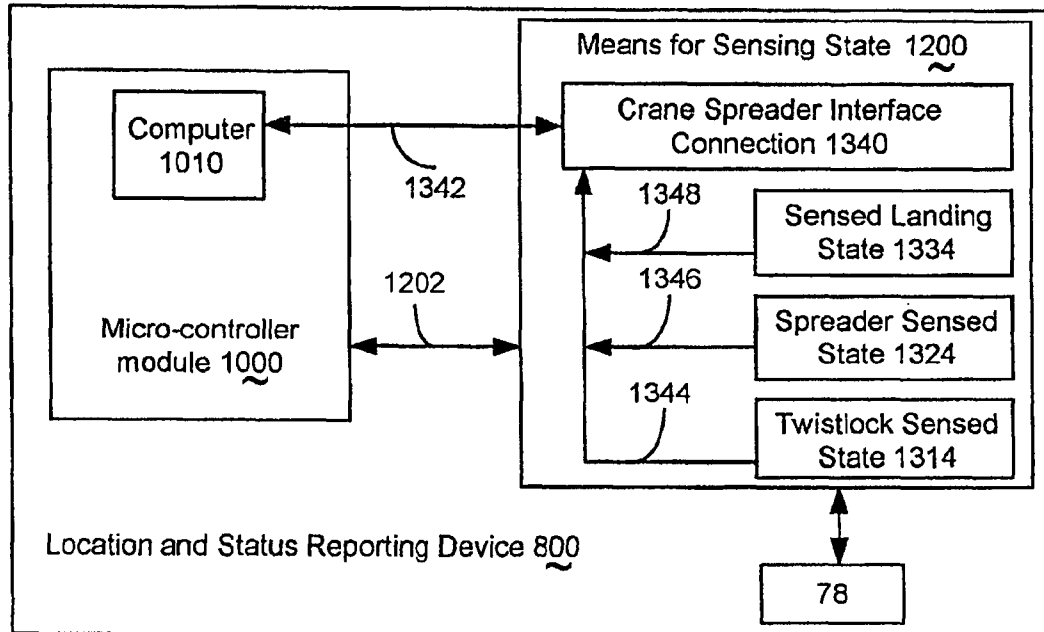 Means for Sensing State 1200
Computer
1010
Crane Spreader Interface
Connection 1340
1342
1348
Sensed Landing
State 1334
1202
1346
Spreader Sensed
State 1324
Micro-controller
module 1000
1344
Twistlock Sensed
State 1314
Location and Status Reporting Device 800
78